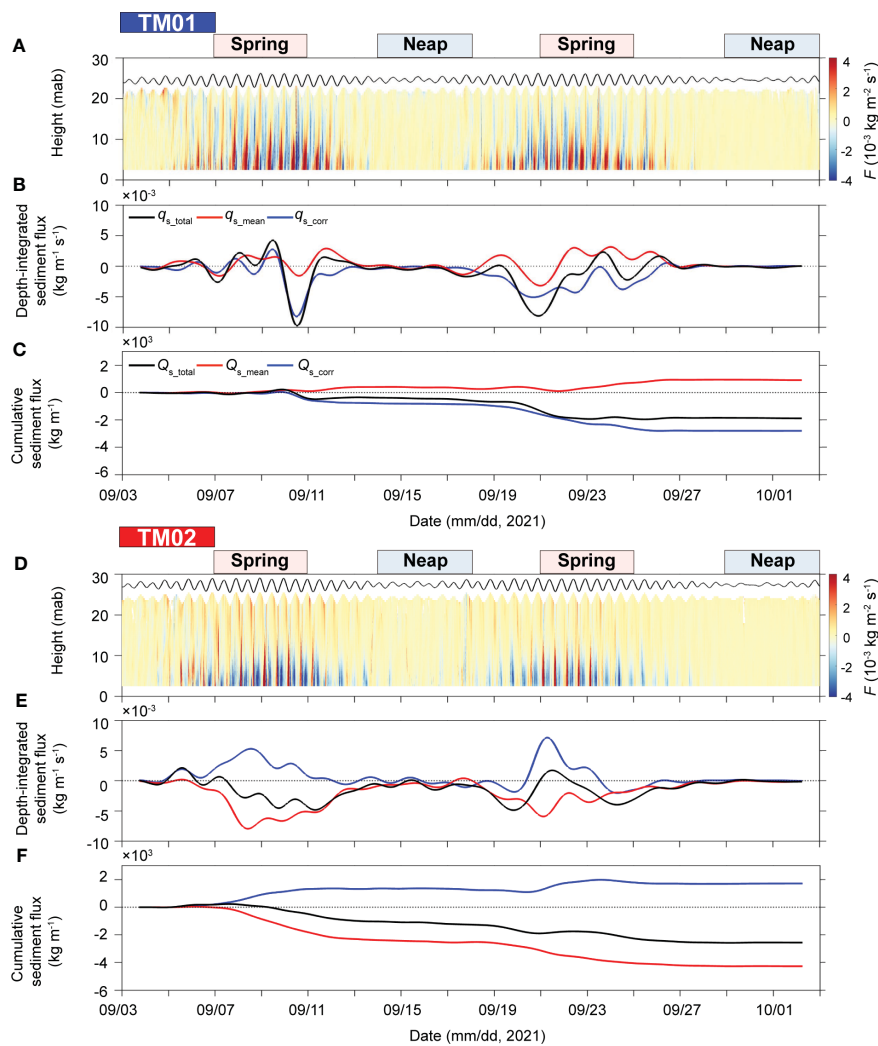 TM01
A
Spring Neap Spring Neap
30
20
10
0
Height (mab)
4
2
0
-2
-4
F (10-3 kg m-2 s-1)
B
×10-3
10
5
0
-5
-10
Depth-integrated
sediment flux
(kg m-1 s-1)
qs_total qs_mean qs_corr
C
×103
2
0
-2
-4
-6
Cumulative
sediment flux
(kg m-1)
Qs_total Qs_mean Qs_corr
09/03 09/07 09/11 09/15 09/19 09/23 09/27 10/01
Date (mm/dd, 2021)
TM02
D
Spring Neap Spring Neap
30
20
10
0
Height (mab)
4
2
0
-2
-4
F (10-3 kg m-2 s-1)
E
×10-3
10
5
0
-5
-10
Depth-integrated
sediment flux
(kg m-1 s-1)
F
×103
2
0
-2
-4
-6
Cumulative
sediment flux
(kg m-1)
09/03 09/07 09/11 09/15 09/19 09/23 09/27 10/01
Date (mm/dd, 2021)